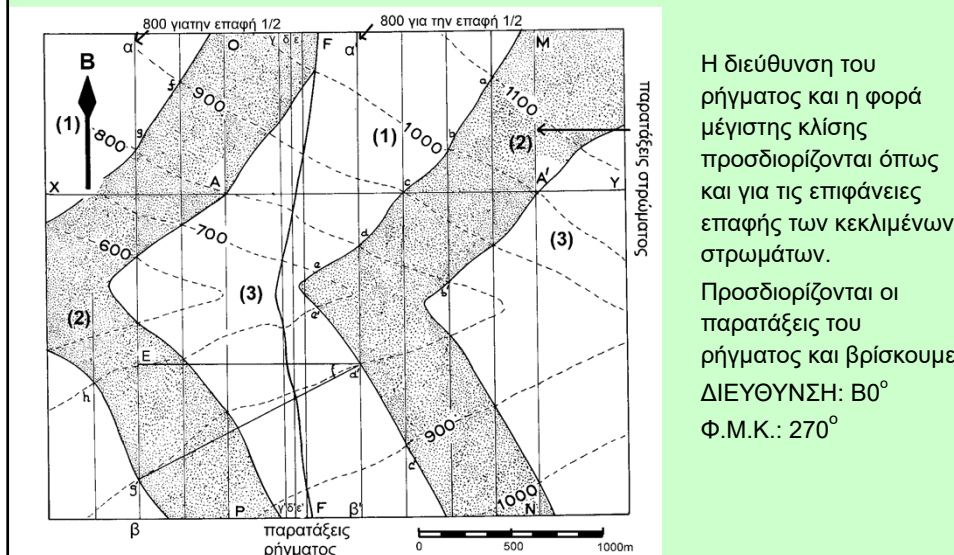 800 γιατην επαφή 1/2
800 για την επαφή 1/2
α
O
γ
δ
ε
F
α'
M
B
900
1100
(1)
800
1000
(1)
(2)
X
A
A'
Y
a
b
c
d
e
e'
b'
d'
f
g
h
g
600
700
(3)
(3)
(2)
E
900
1000
γ'
δ'
ε'
P
F
β
β'
N
παρατάξεις
ρήγματος
παρατάξεις στρώματος
0
500
1000m
Η διεύθυνση του
ρήγματος και η φορά
μέγιστης κλίσης
προσδιορίζονται όπως
και για τις επιφάνειες
επαφής των κεκλιμένων
στρωμάτων.
Προσδιορίζονται οι
παρατάξεις του
ρήγματος και βρίσκουμε
ΔΙΕΥΘΥΝΣΗ: Β0°
Φ.Μ.Κ.: 270°